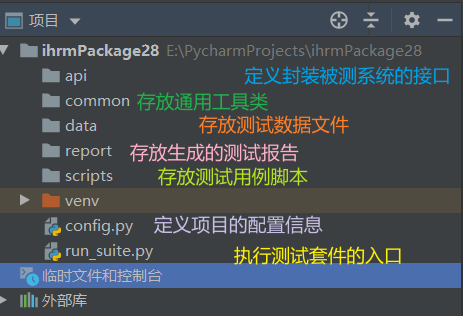 项目
ihrmPackage28 E:\PycharmProjects\ihrmPackage28
api 定义封装被测系统的接口
common 存放通用工具类
data 存放测试数据文件
report 存放生成的测试报告
scripts 存放测试用例脚本
venv
config.py 定义项目的配置信息
run_suite.py 执行测试套件的入口
临时文件和控制台
外部库